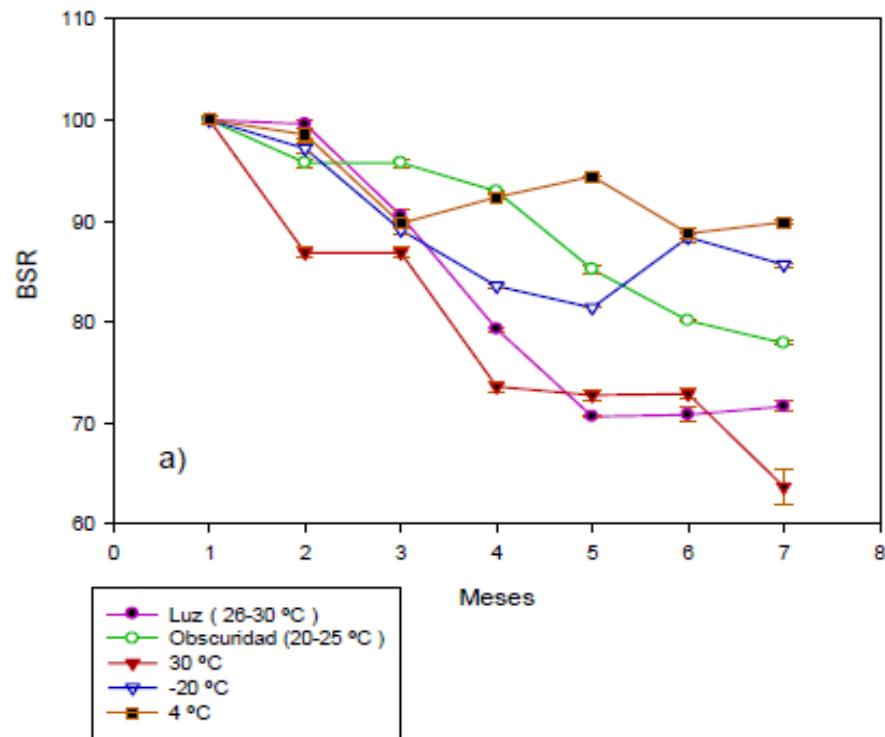 110
100
90
80
70
60
BSR
a)
0 1 2 3 4 5 6 7 8
Meses
Luz ( 26-30 ºC )
Obscuridad (20-25 ºC )
30 ºC
-20 ºC
4 ºC